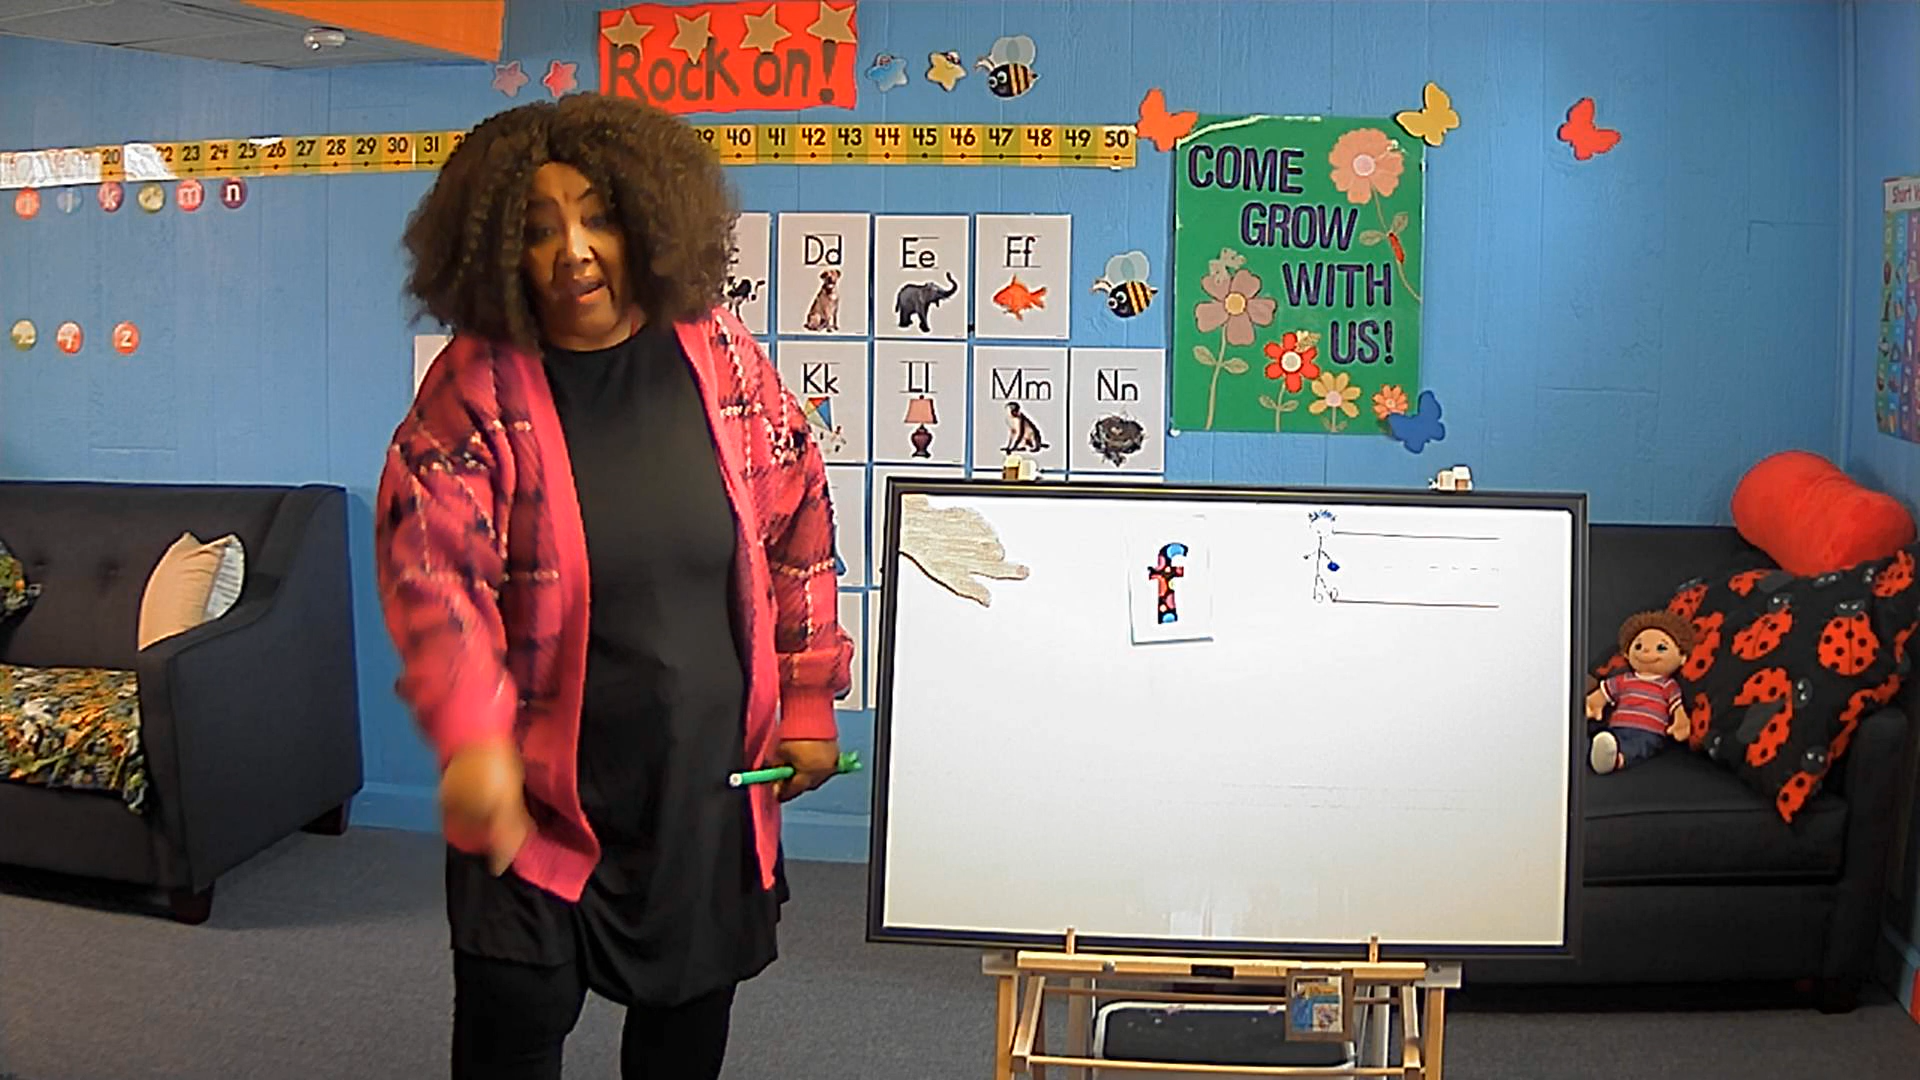 Rock on!
20 22 23 24 25 26 27 28 29 30 31 39 40 41 42 43 44 45 46 47 48 49 50
k m n
COME
GROW
WITH
US!
Dd Ee Ff
Kk Ll Mm Nn
f
z